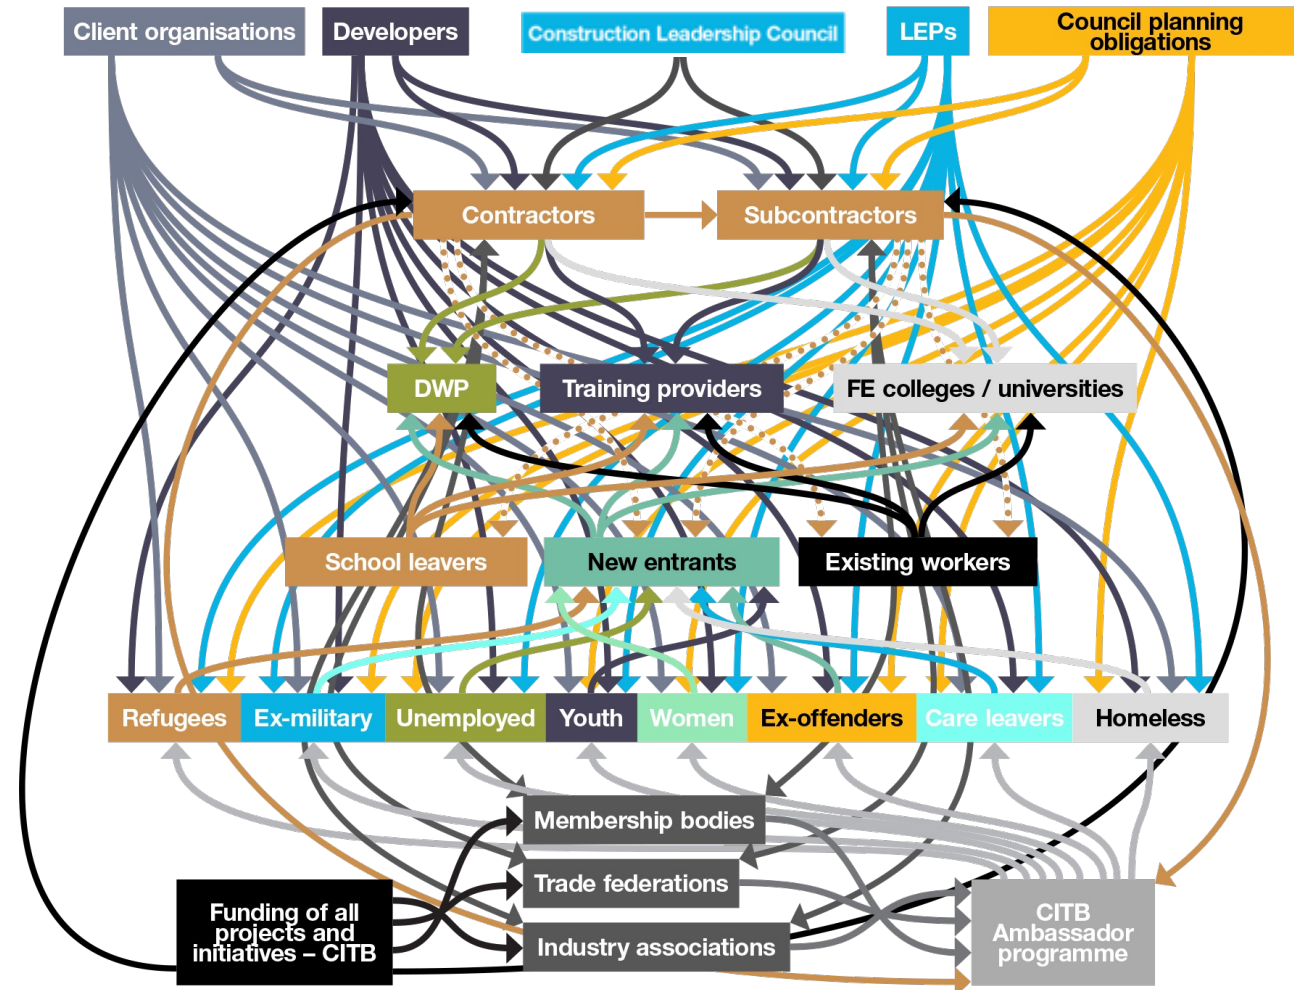 Client organisations
Developers
Construction Leadership Council
LEPs
Council planning
obligations
Contractors
Subcontractors
DWP
Training providers
FE colleges / universities
School leavers
New entrants
Existing workers
Refugees
Ex-military
Unemployed
Youth
Women
Ex-offenders
Care leavers
Homeless
Membership bodies
Trade federations
Industry associations
Funding of all
projects and
initiatives – CITB
CITB
Ambassador
programme